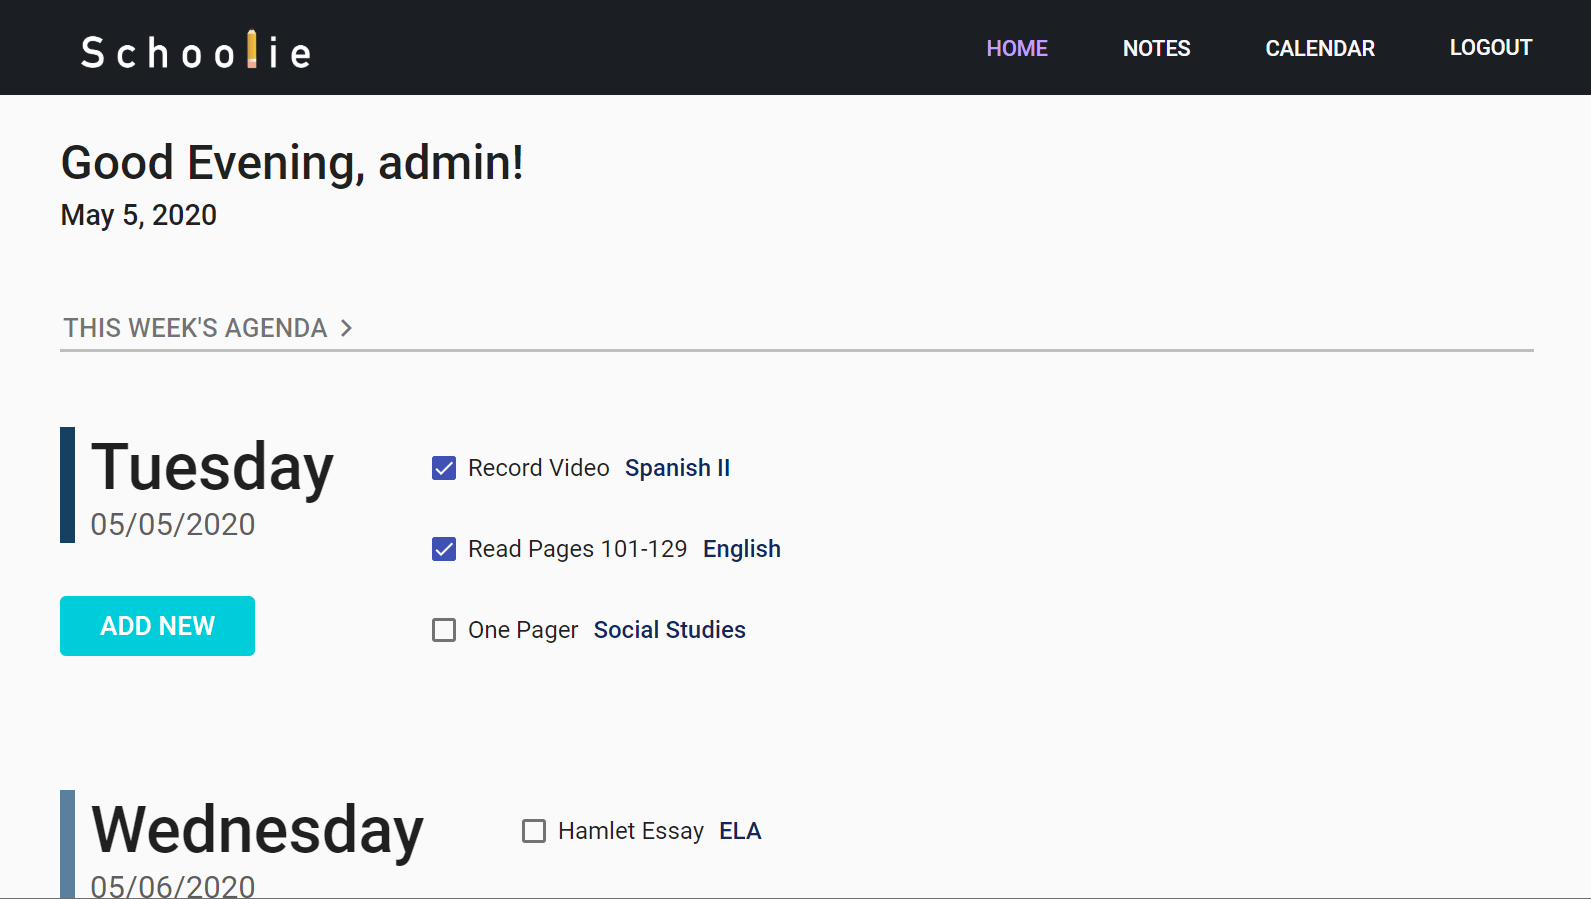 Schoolie HOME NOTES CALENDAR LOGOUT
Good Evening, admin!
May 5, 2020
THIS WEEK'S AGENDA
Tuesday
05/05/2020
ADD NEW
Record Video Spanish II
Read Pages 101-129 English
One Pager Social Studies
Wednesday
05/06/2020
Hamlet Essay ELA